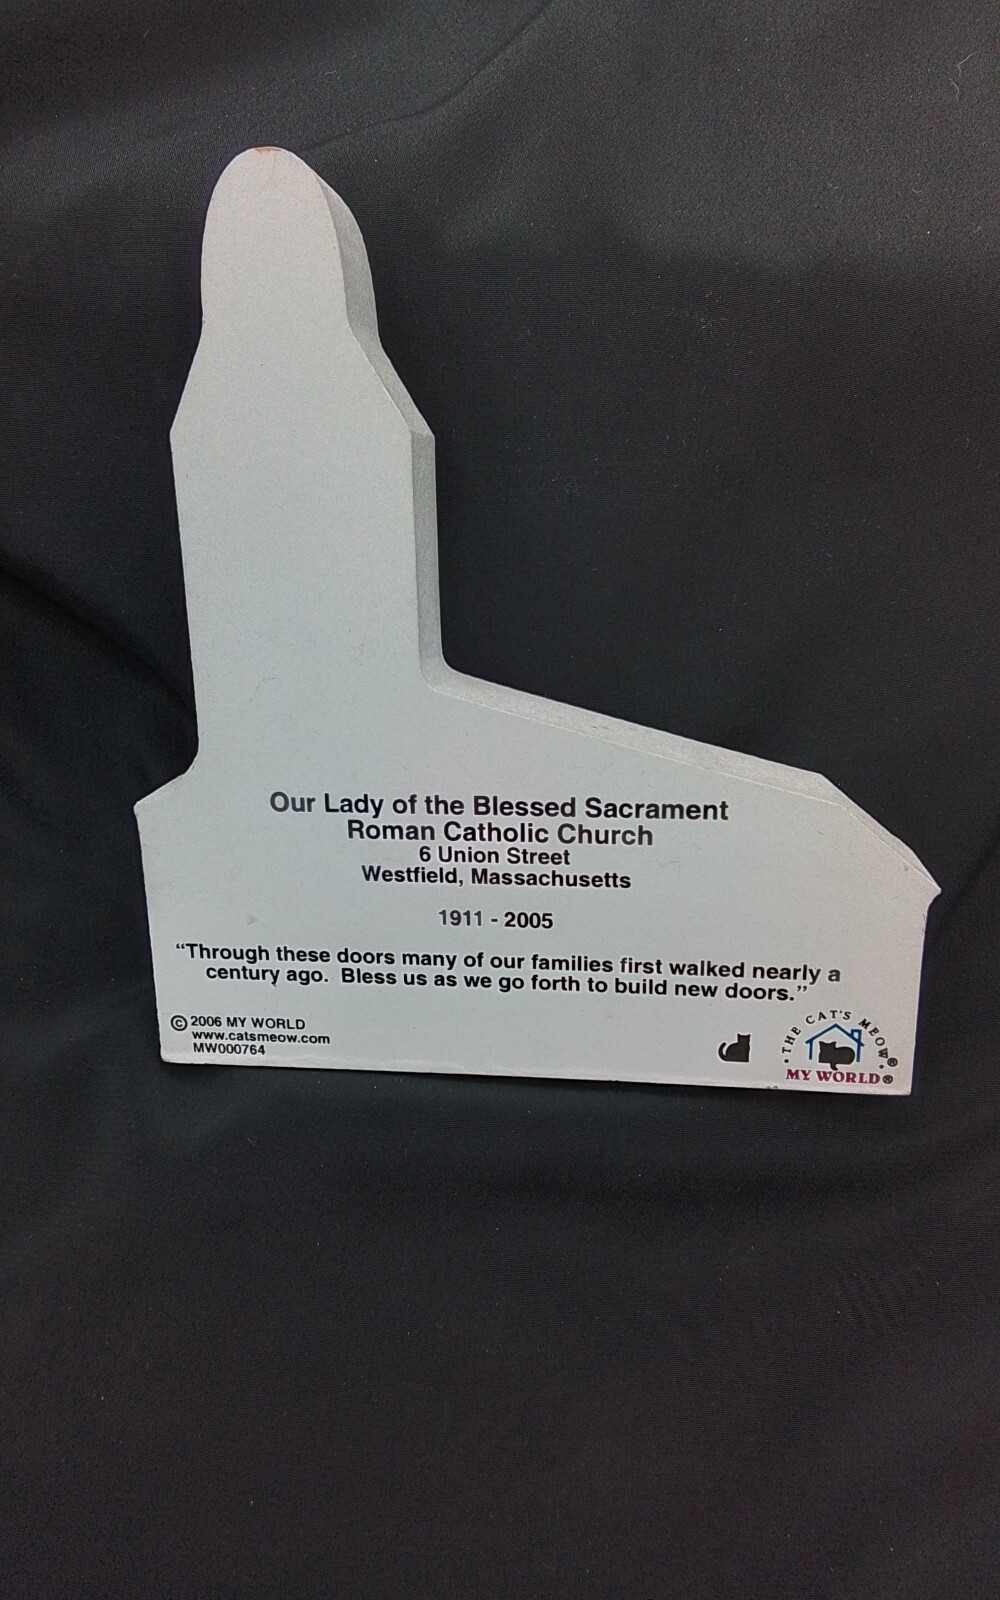 Our Lady of the Blessed Sacrament
Roman Catholic Church
6 Union Street
Westfield, Massachusetts
1911 - 2005
“Through these doors many of our families first walked nearly a
century ago.  Bless us as we go forth to build new doors.”
© 2006 MY WORLD
www.catsmeow.com
MW000764
• THE CAT'S MEOW® •
MY WORLD®